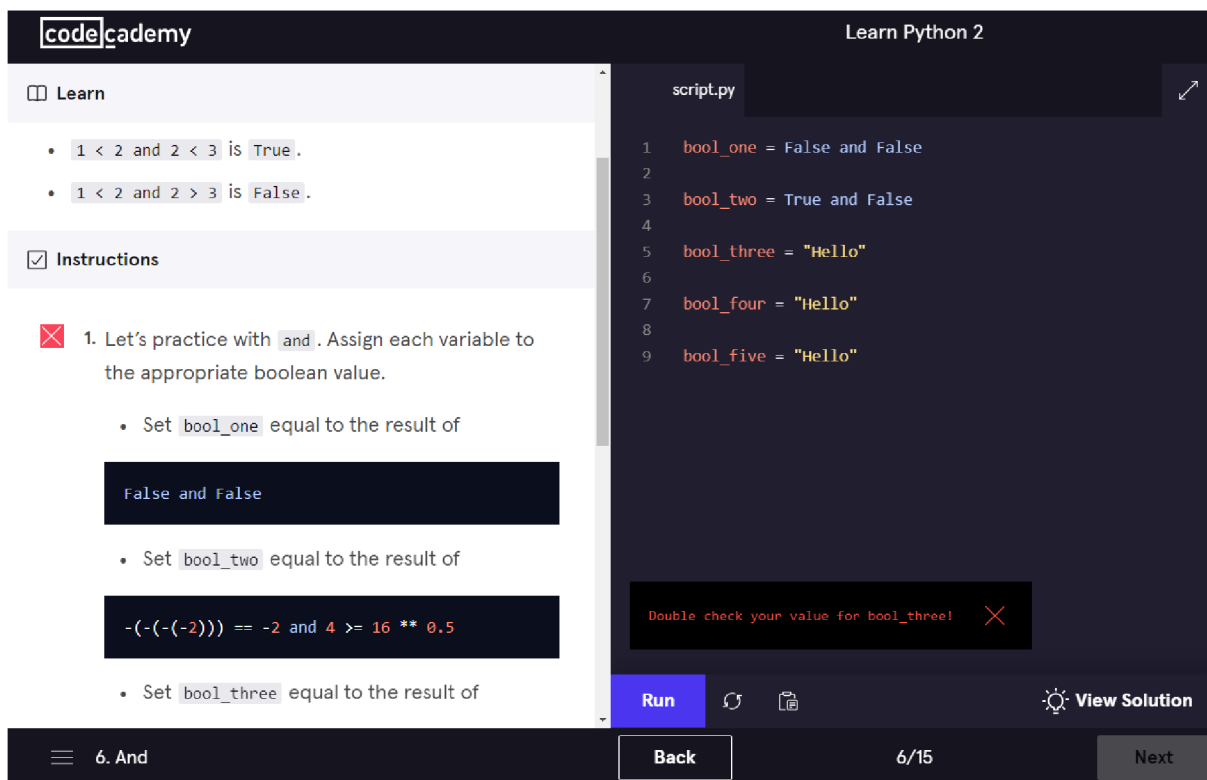 codecademy
Learn Python 2
Learn
1 < 2 and 2 < 3 is True.
1 < 2 and 2 > 3 is False.
Instructions
1. Let's practice with and. Assign each variable to
the appropriate boolean value.
Set bool_one equal to the result of
False and False
Set bool_two equal to the result of
-(-(-(-2))) == -2 and 4 >= 16 ** 0.5
Set bool_three equal to the result of
6. And
script.py
1 bool_one = False and False
2
3 bool_two = True and False
4
5 bool_three = "Hello"
6
7 bool_four = "Hello"
8
9 bool_five = "Hello"
Double check your value for bool_three!
Run
View Solution
Back
6/15
Next